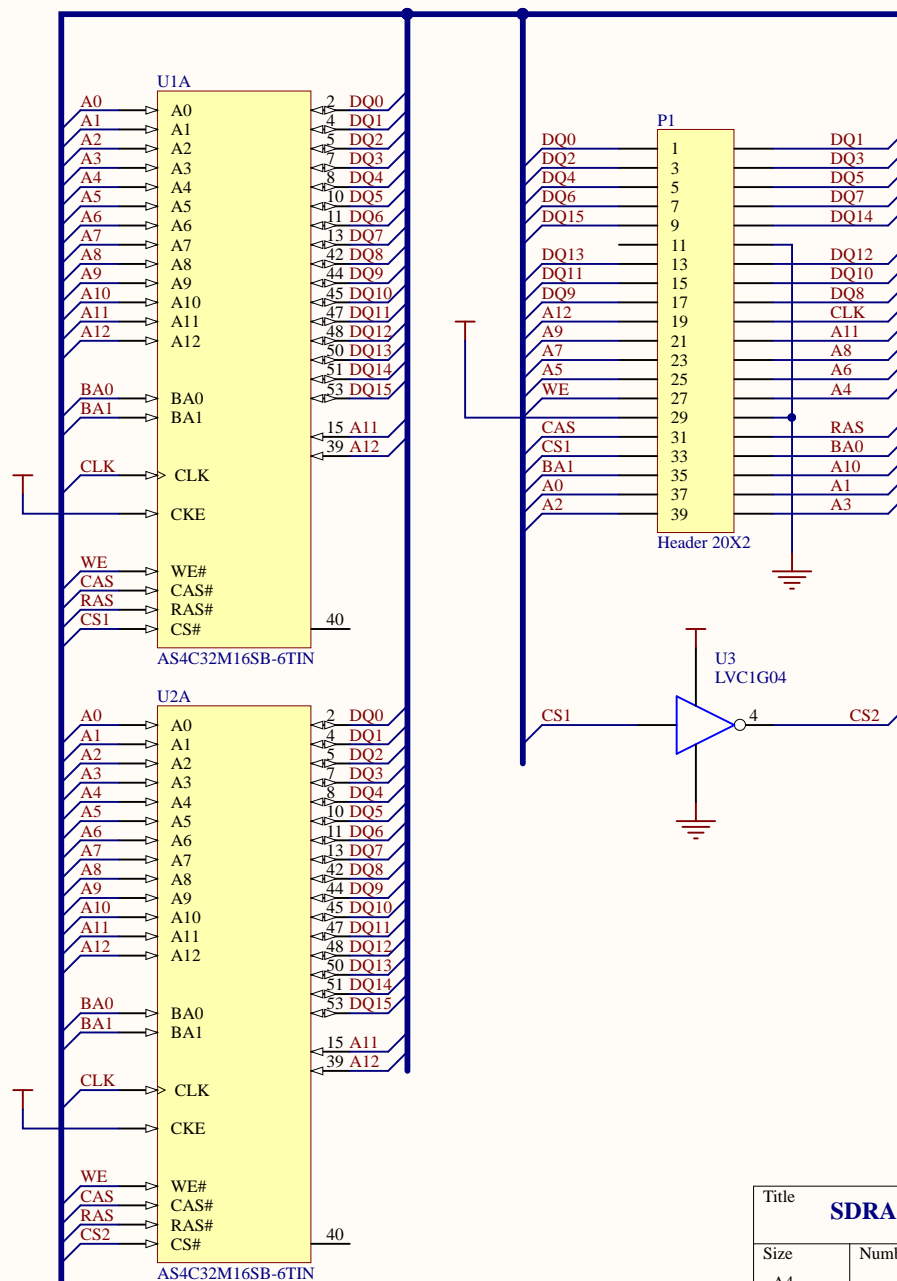 U1A
A0 A0 2 DQ0
A1 A1 4 DQ1
A2 A2 5 DQ2
A3 A3 7 DQ3
A4 A4 8 DQ4
A5 A5 10 DQ5
A6 A6 11 DQ6
A7 A7 13 DQ7
A8 A8 42 DQ8
A9 A9 44 DQ9
A10 A10 45 DQ10
A11 A11 47 DQ11
A12 A12 48 DQ12
50 DQ13
51 DQ14
BA0 BA0 53 DQ15
BA1 BA1
15 A11
39 A12
CLK CLK
CKE
WE WE#
CAS CAS#
RAS RAS#
CS1 CS# 40
AS4C32M16SB-6TIN
U2A
A0 A0 2 DQ0
A1 A1 4 DQ1
A2 A2 5 DQ2
A3 A3 7 DQ3
A4 A4 8 DQ4
A5 A5 10 DQ5
A6 A6 11 DQ6
A7 A7 13 DQ7
A8 A8 42 DQ8
A9 A9 44 DQ9
A10 A10 45 DQ10
A11 A11 47 DQ11
A12 A12 48 DQ12
50 DQ13
51 DQ14
BA0 BA0 53 DQ15
BA1 BA1
15 A11
39 A12
CLK CLK
CKE
WE WE#
CAS CAS#
RAS RAS#
CS2 CS# 40
AS4C32M16SB-6TIN
P1
DQ0 1 DQ1
DQ2 3 DQ3
DQ4 5 DQ5
DQ6 7 DQ7
DQ15 9 DQ14
11
DQ13 13 DQ12
DQ11 15 DQ10
DQ9 17 DQ8
A12 19 CLK
A9 21 A11
A7 23 A8
A5 25 A6
WE 27 A4
29
CAS 31 RAS
CS1 33 BA0
BA1 35 A10
A0 37 A1
A2 39 A3
Header 20X2
U3
LVC1G04
CS1 4 CS2
Title
SDRA
Size Numb